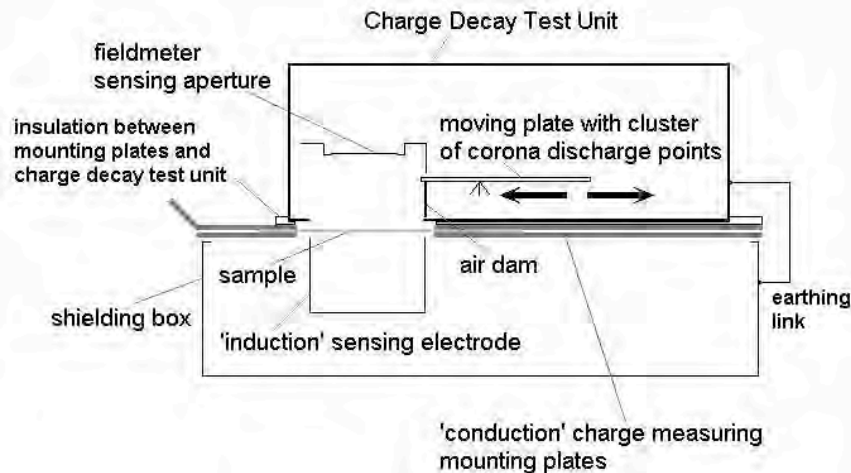 Charge Decay Test Unit
fieldmeter
sensing aperture
insulation between
mounting plates and
charge decay test unit
moving plate with cluster
of corona discharge points
sample
air dam
shielding box
'induction' sensing electrode
earthing
link
'conduction' charge measuring
mounting plates